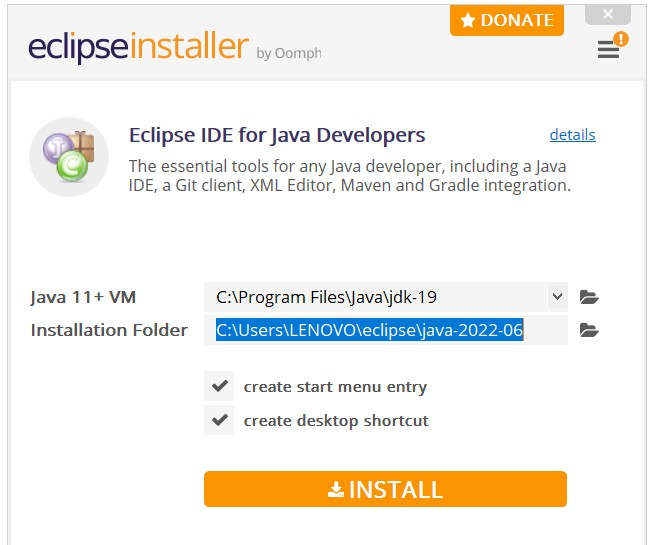 DONATE
eclipseinstaller by Oomph
Eclipse IDE for Java Developers
details
The essential tools for any Java developer, including a Java
IDE, a Git client, XML Editor, Maven and Gradle integration.
Java 11+ VM
C:\Program Files\Java\jdk-19
Installation Folder
C:\Users\LENOVO\eclipse\java-2022-06
create start menu entry
create desktop shortcut
INSTALL